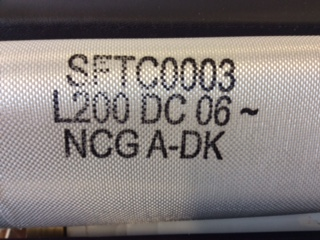 SFTC0003
L200 DC 06 ~
NCG A-DK